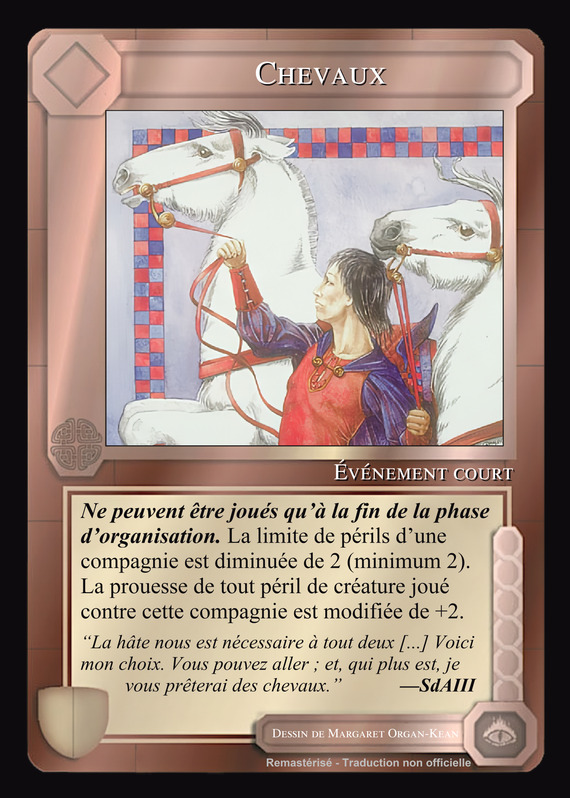 Chevaux
Événement court
Ne peuvent être joués qu’à la fin de la phase
d’organisation. La limite de périls d’une
compagnie est diminuée de 2 (minimum 2).
La prouesse de tout péril de créature joué
contre cette compagnie est modifiée de +2.
“La hâte nous est nécessaire à tout deux [...] Voici
mon choix. Vous pouvez aller ; et, qui plus est, je
vous prêterai des chevaux.” —SdAIII
Dessin de Margaret Organ-Kean
Remastérisé - Traduction non officielle